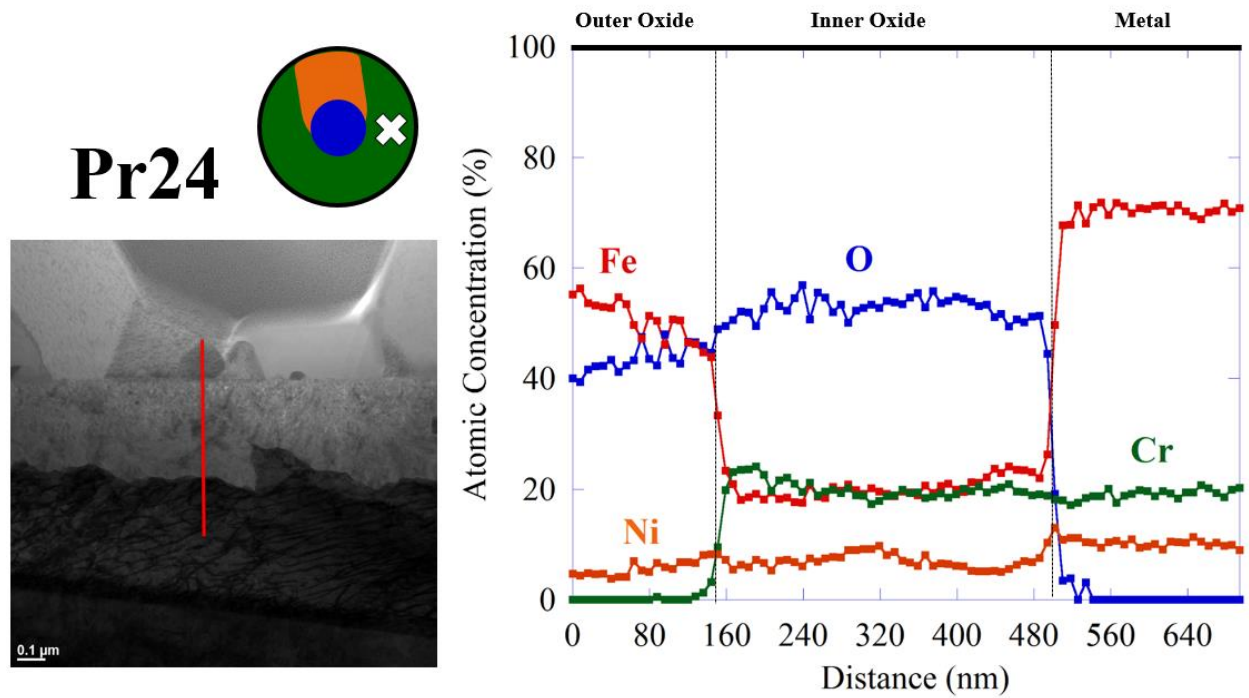 Pr24
0.1 µm
Outer Oxide Inner Oxide Metal
Atomic Concentration (%)
100
80
60
40
20
0
Fe
O
Cr
Ni
0 80 160 240 320 400 480 560 640
Distance (nm)